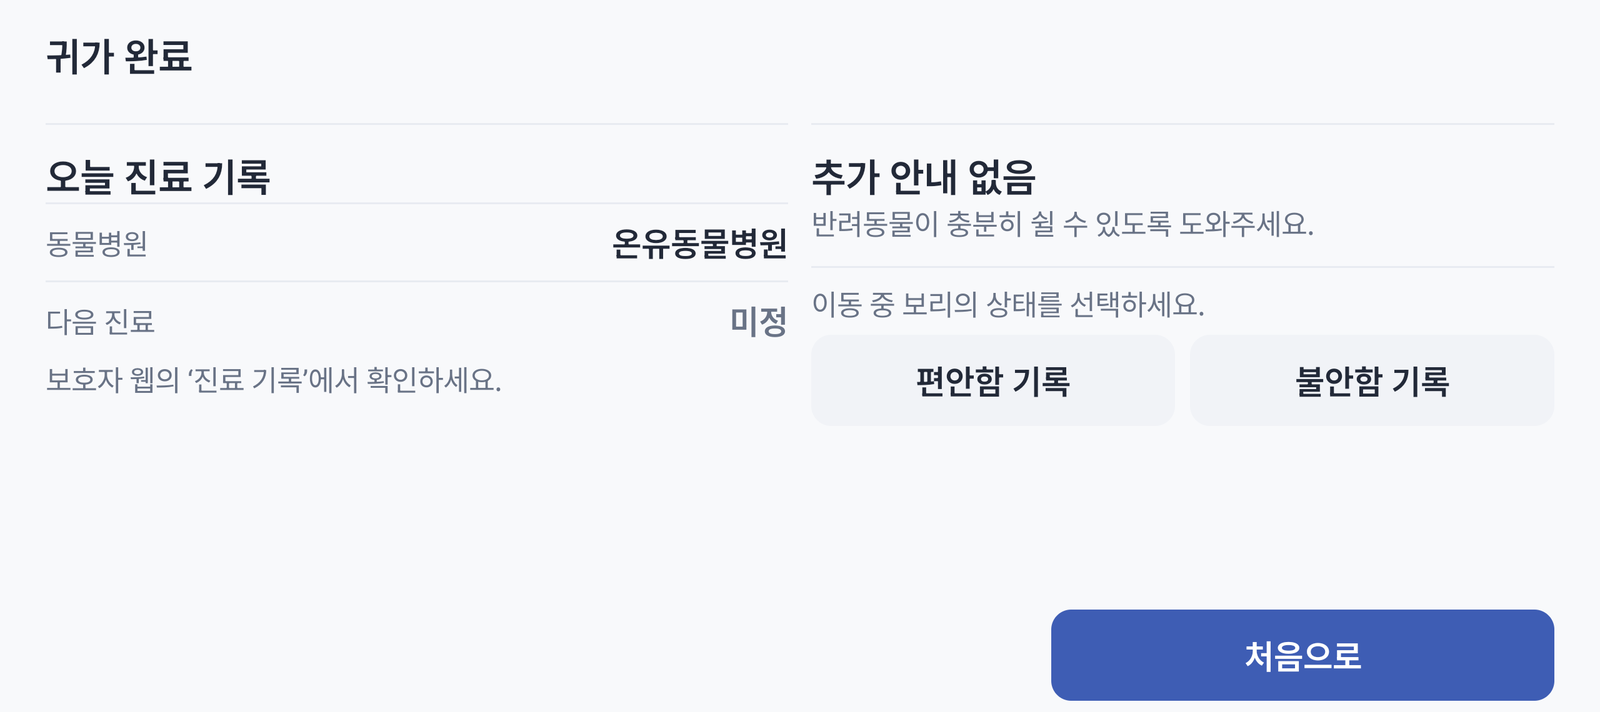 귀가 완료
오늘 진료 기록
동물병원 온유동물병원
다음 진료 미정
보호자 웹의 ‘진료 기록’에서 확인하세요.
추가 안내 없음
반려동물이 충분히 쉴 수 있도록 도와주세요.
이동 중 보리의 상태를 선택하세요.
편안함 기록 불안함 기록
처음으로